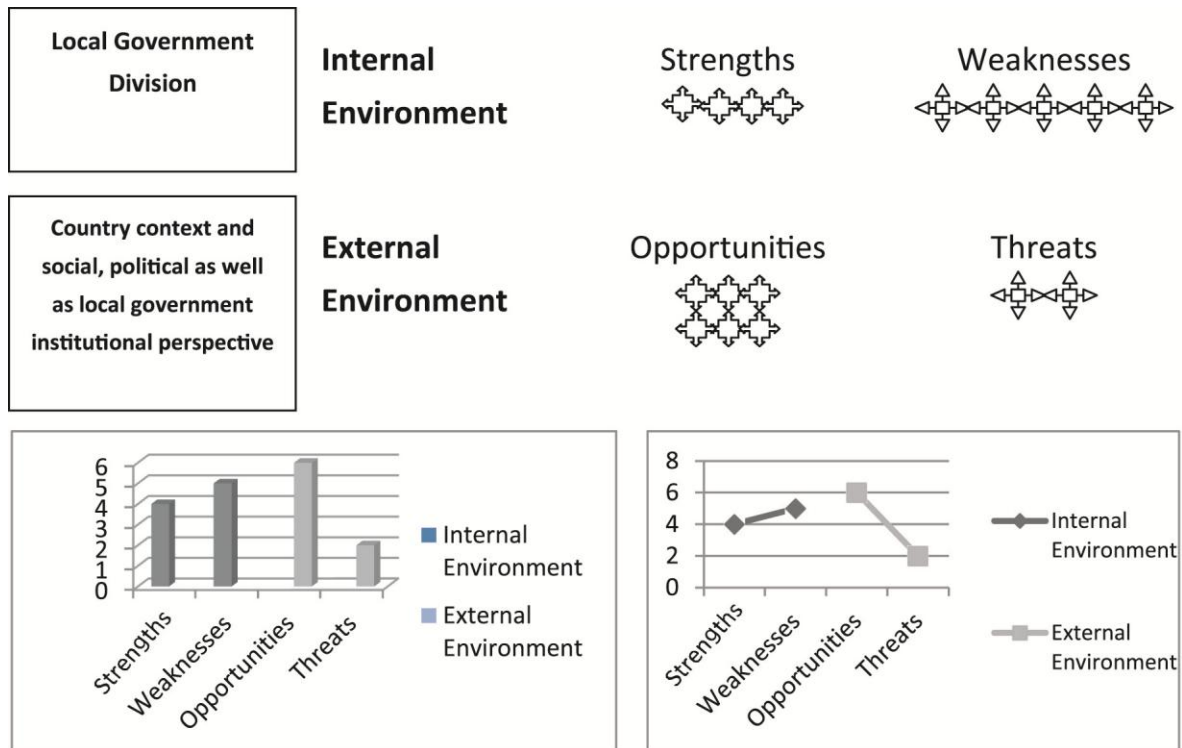 Local Government
Division
Internal
Environment
Strengths
Weaknesses
Country context and
social, political as well
as local government
institutional perspective
External
Environment
Opportunities
Threats
6
5
4
3
2
1
0
Strengths
Weaknesses
Opportunities
Threats
Internal
Environment
External
Environment
8
6
4
2
0
Strengths
Weaknesses
Opportunities
Threats
Internal
Environment
External
Environment